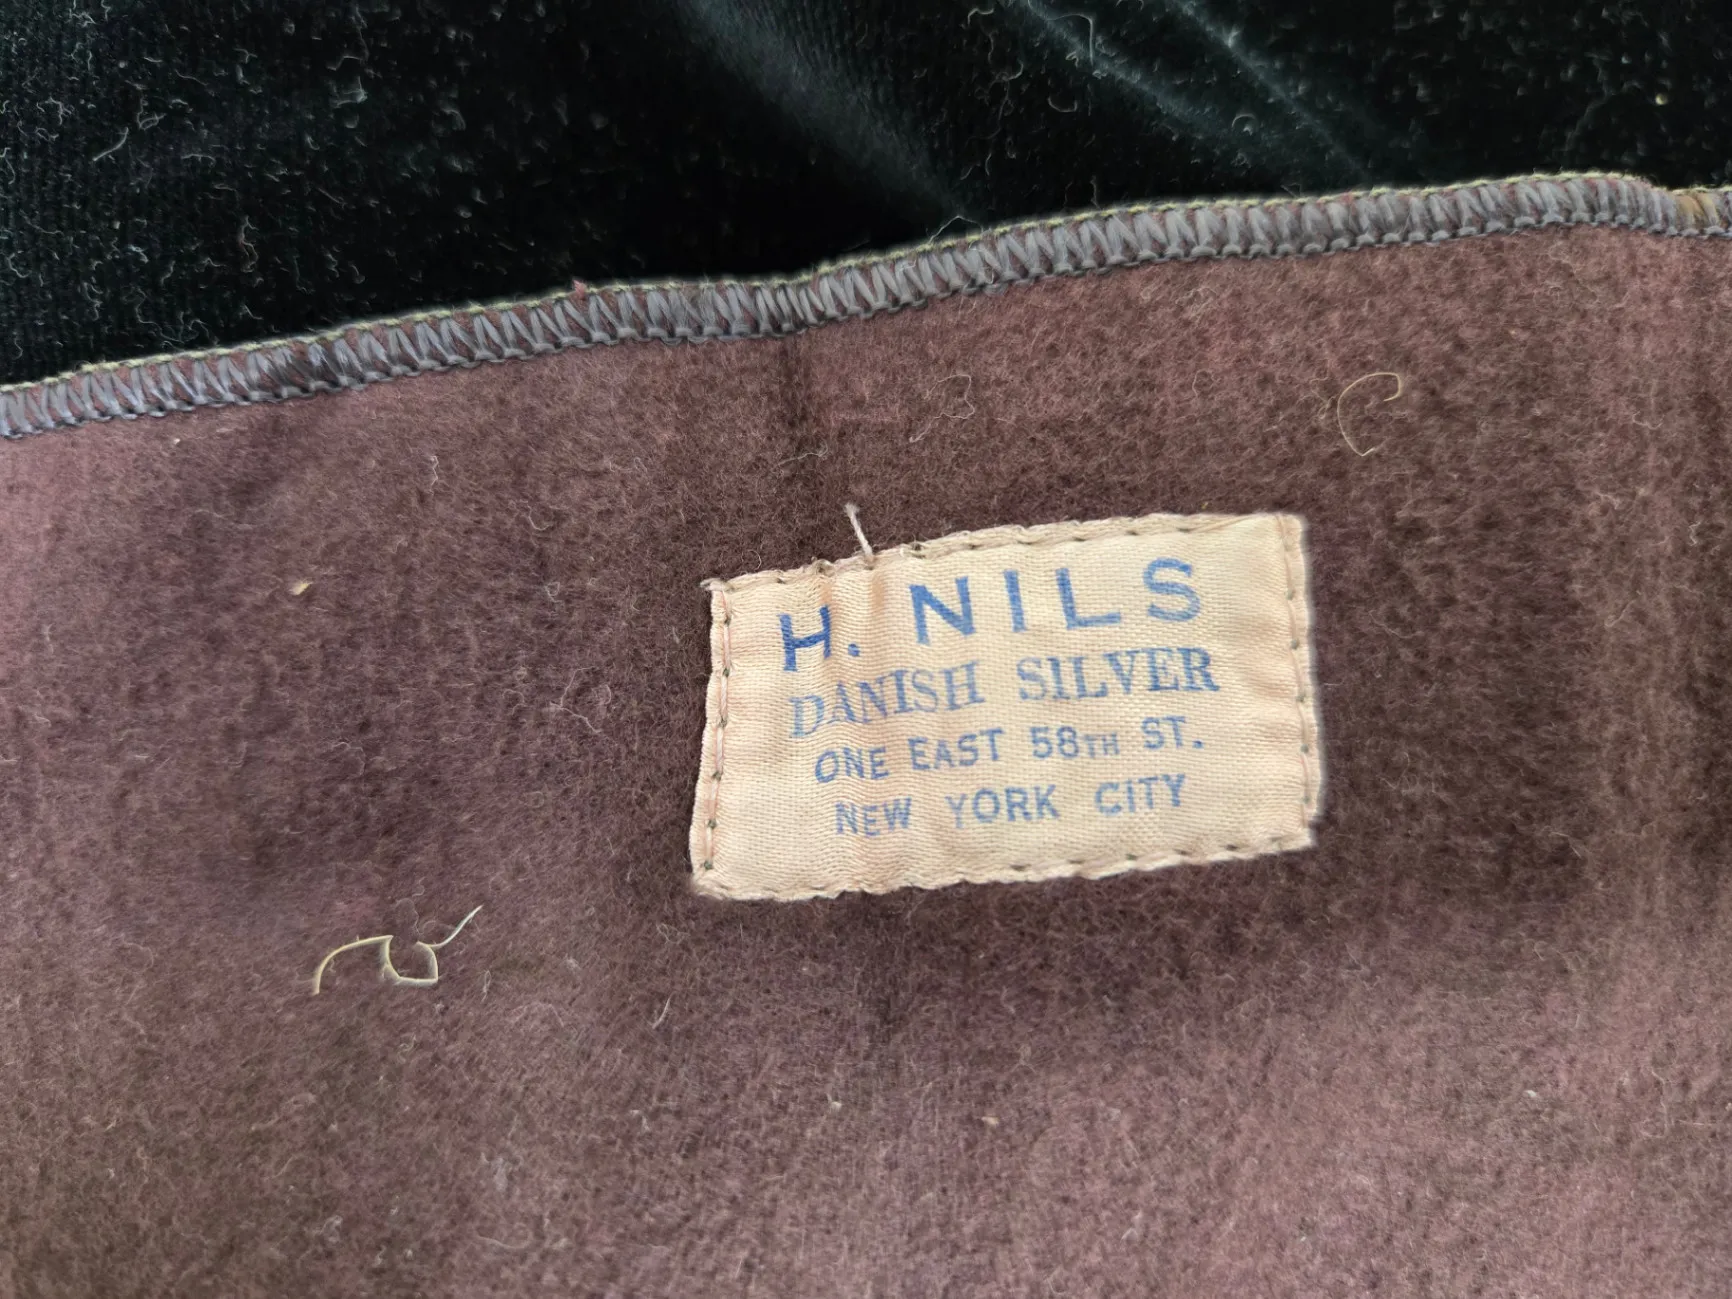 H. NILS
DANISH SILVER
ONE EAST 58TH ST.
NEW YORK CITY